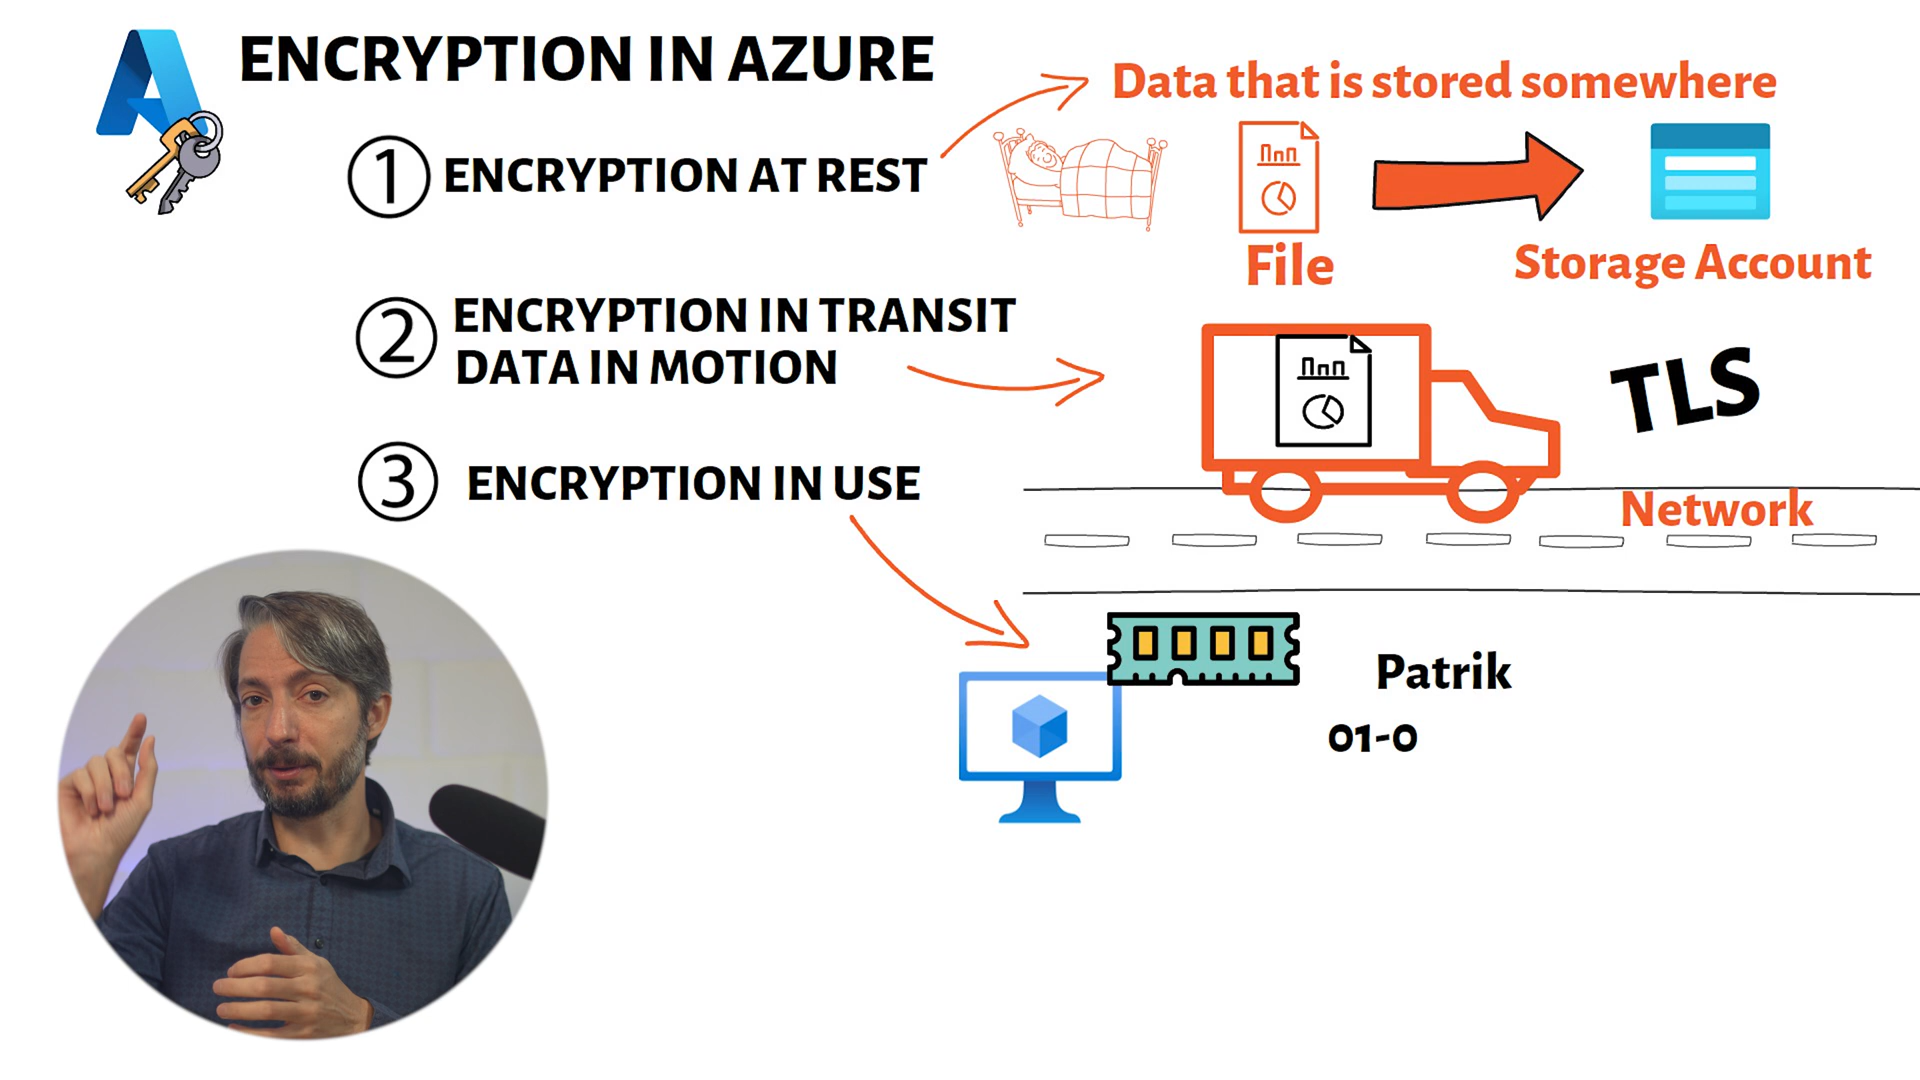 ENCRYPTION IN AZURE
1 ENCRYPTION AT REST
Data that is stored somewhere
File
Storage Account
2 ENCRYPTION IN TRANSIT
DATA IN MOTION
TLS
Network
3 ENCRYPTION IN USE
Patrik
01-0